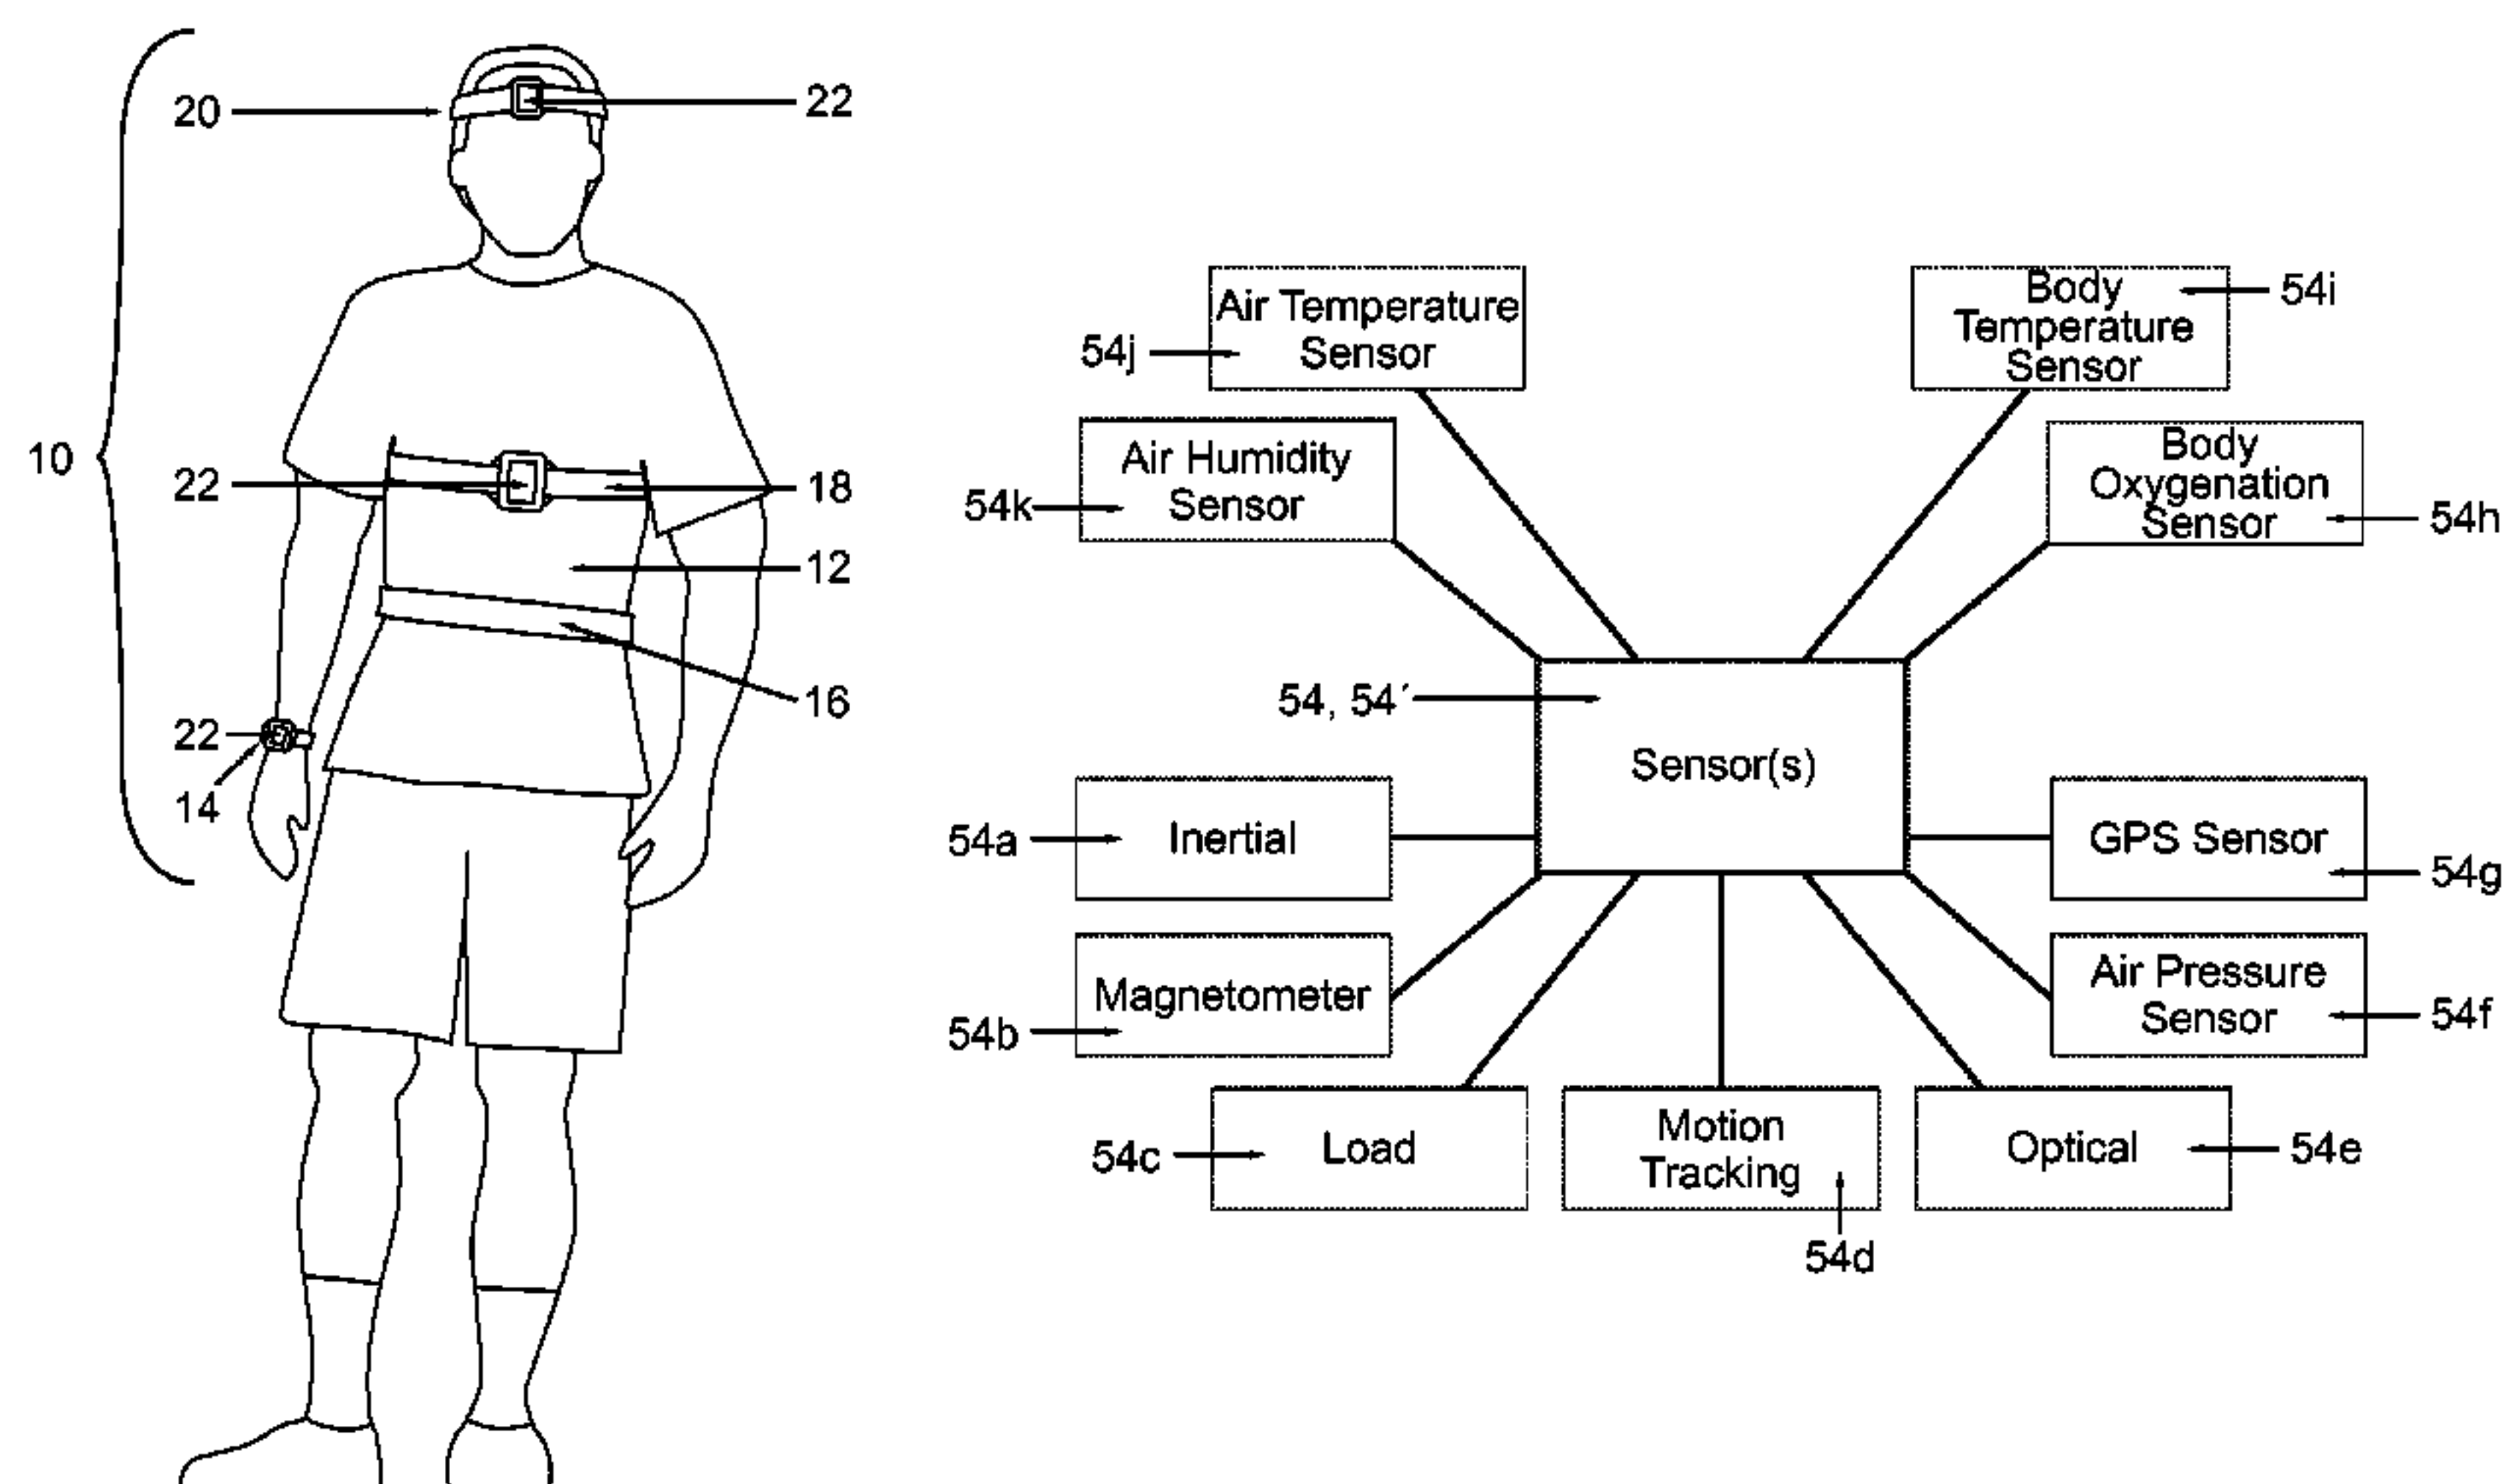 20
22
10
22
18
12
16
22
14
Air Temperature
Sensor
54j
Body
Temperature
Sensor
54i
Air Humidity
Sensor
54k
Body
Oxygenation
Sensor
54h
54, 54´
Sensor(s)
54a
Inertial
GPS Sensor
54g
Magnetometer
54b
Air Pressure
Sensor
54f
54c
Load
Motion
Tracking
54d
Optical
54e